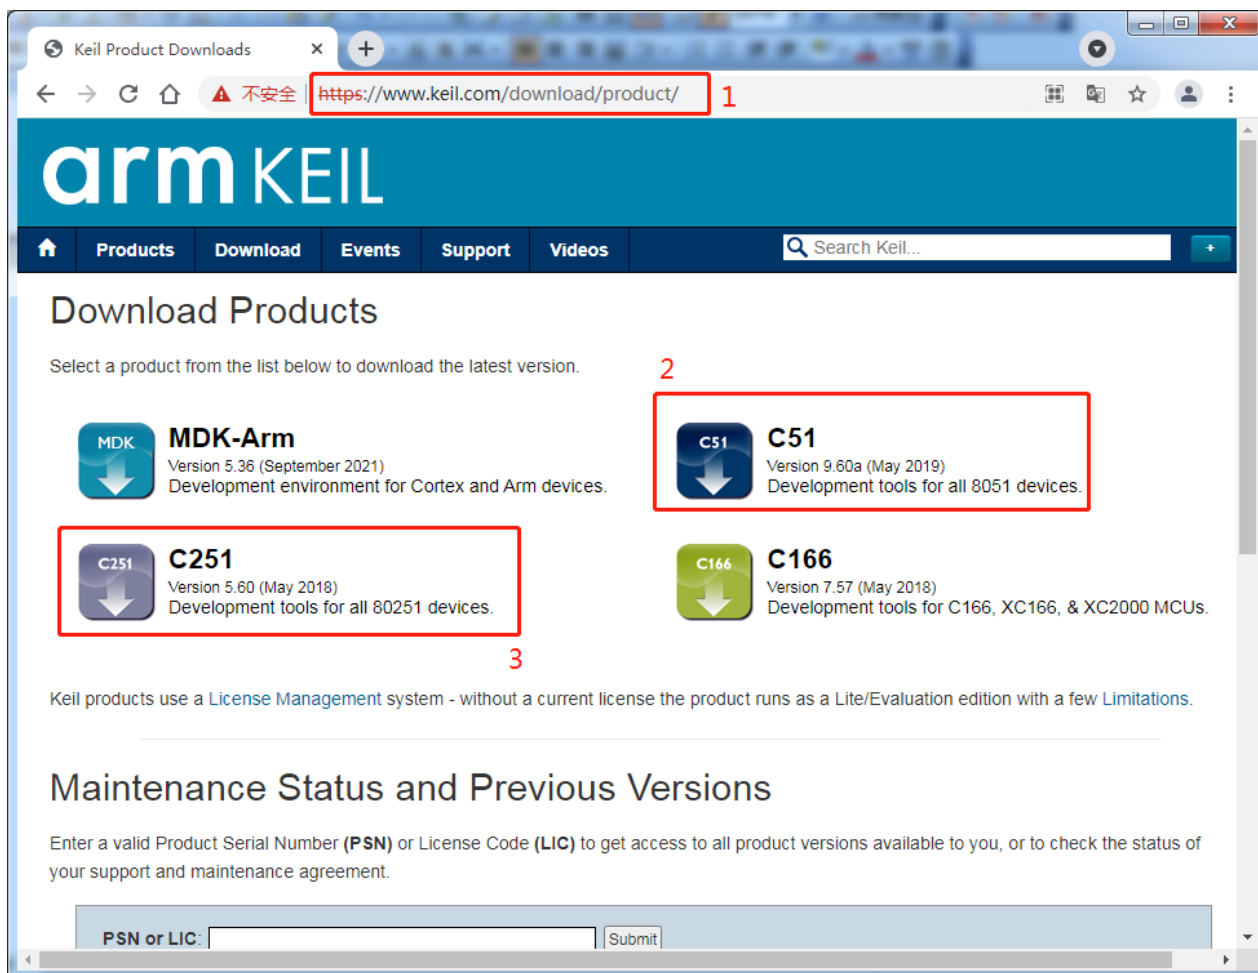 Keil Product Downloads
不安全 https://www.keil.com/download/product/ 1
arm KEIL
Products Download Events Support Videos Search Keil... +
Download Products
Select a product from the list below to download the latest version.
2
MDK
MDK-Arm
Version 5.36 (September 2021)
Development environment for Cortex and Arm devices.
C51
C51
Version 9.60a (May 2019)
Development tools for all 8051 devices.
C251
C251
Version 5.60 (May 2018)
Development tools for all 80251 devices.
C166
C166
Version 7.57 (May 2018)
Development tools for C166, XC166, & XC2000 MCUs.
3
Keil products use a License Management system - without a current license the product runs as a Lite/Evaluation edition with a few Limitations.
Maintenance Status and Previous Versions
Enter a valid Product Serial Number (PSN) or License Code (LIC) to get access to all product versions available to you, or to check the status of
your support and maintenance agreement.
PSN or LIC: Submit